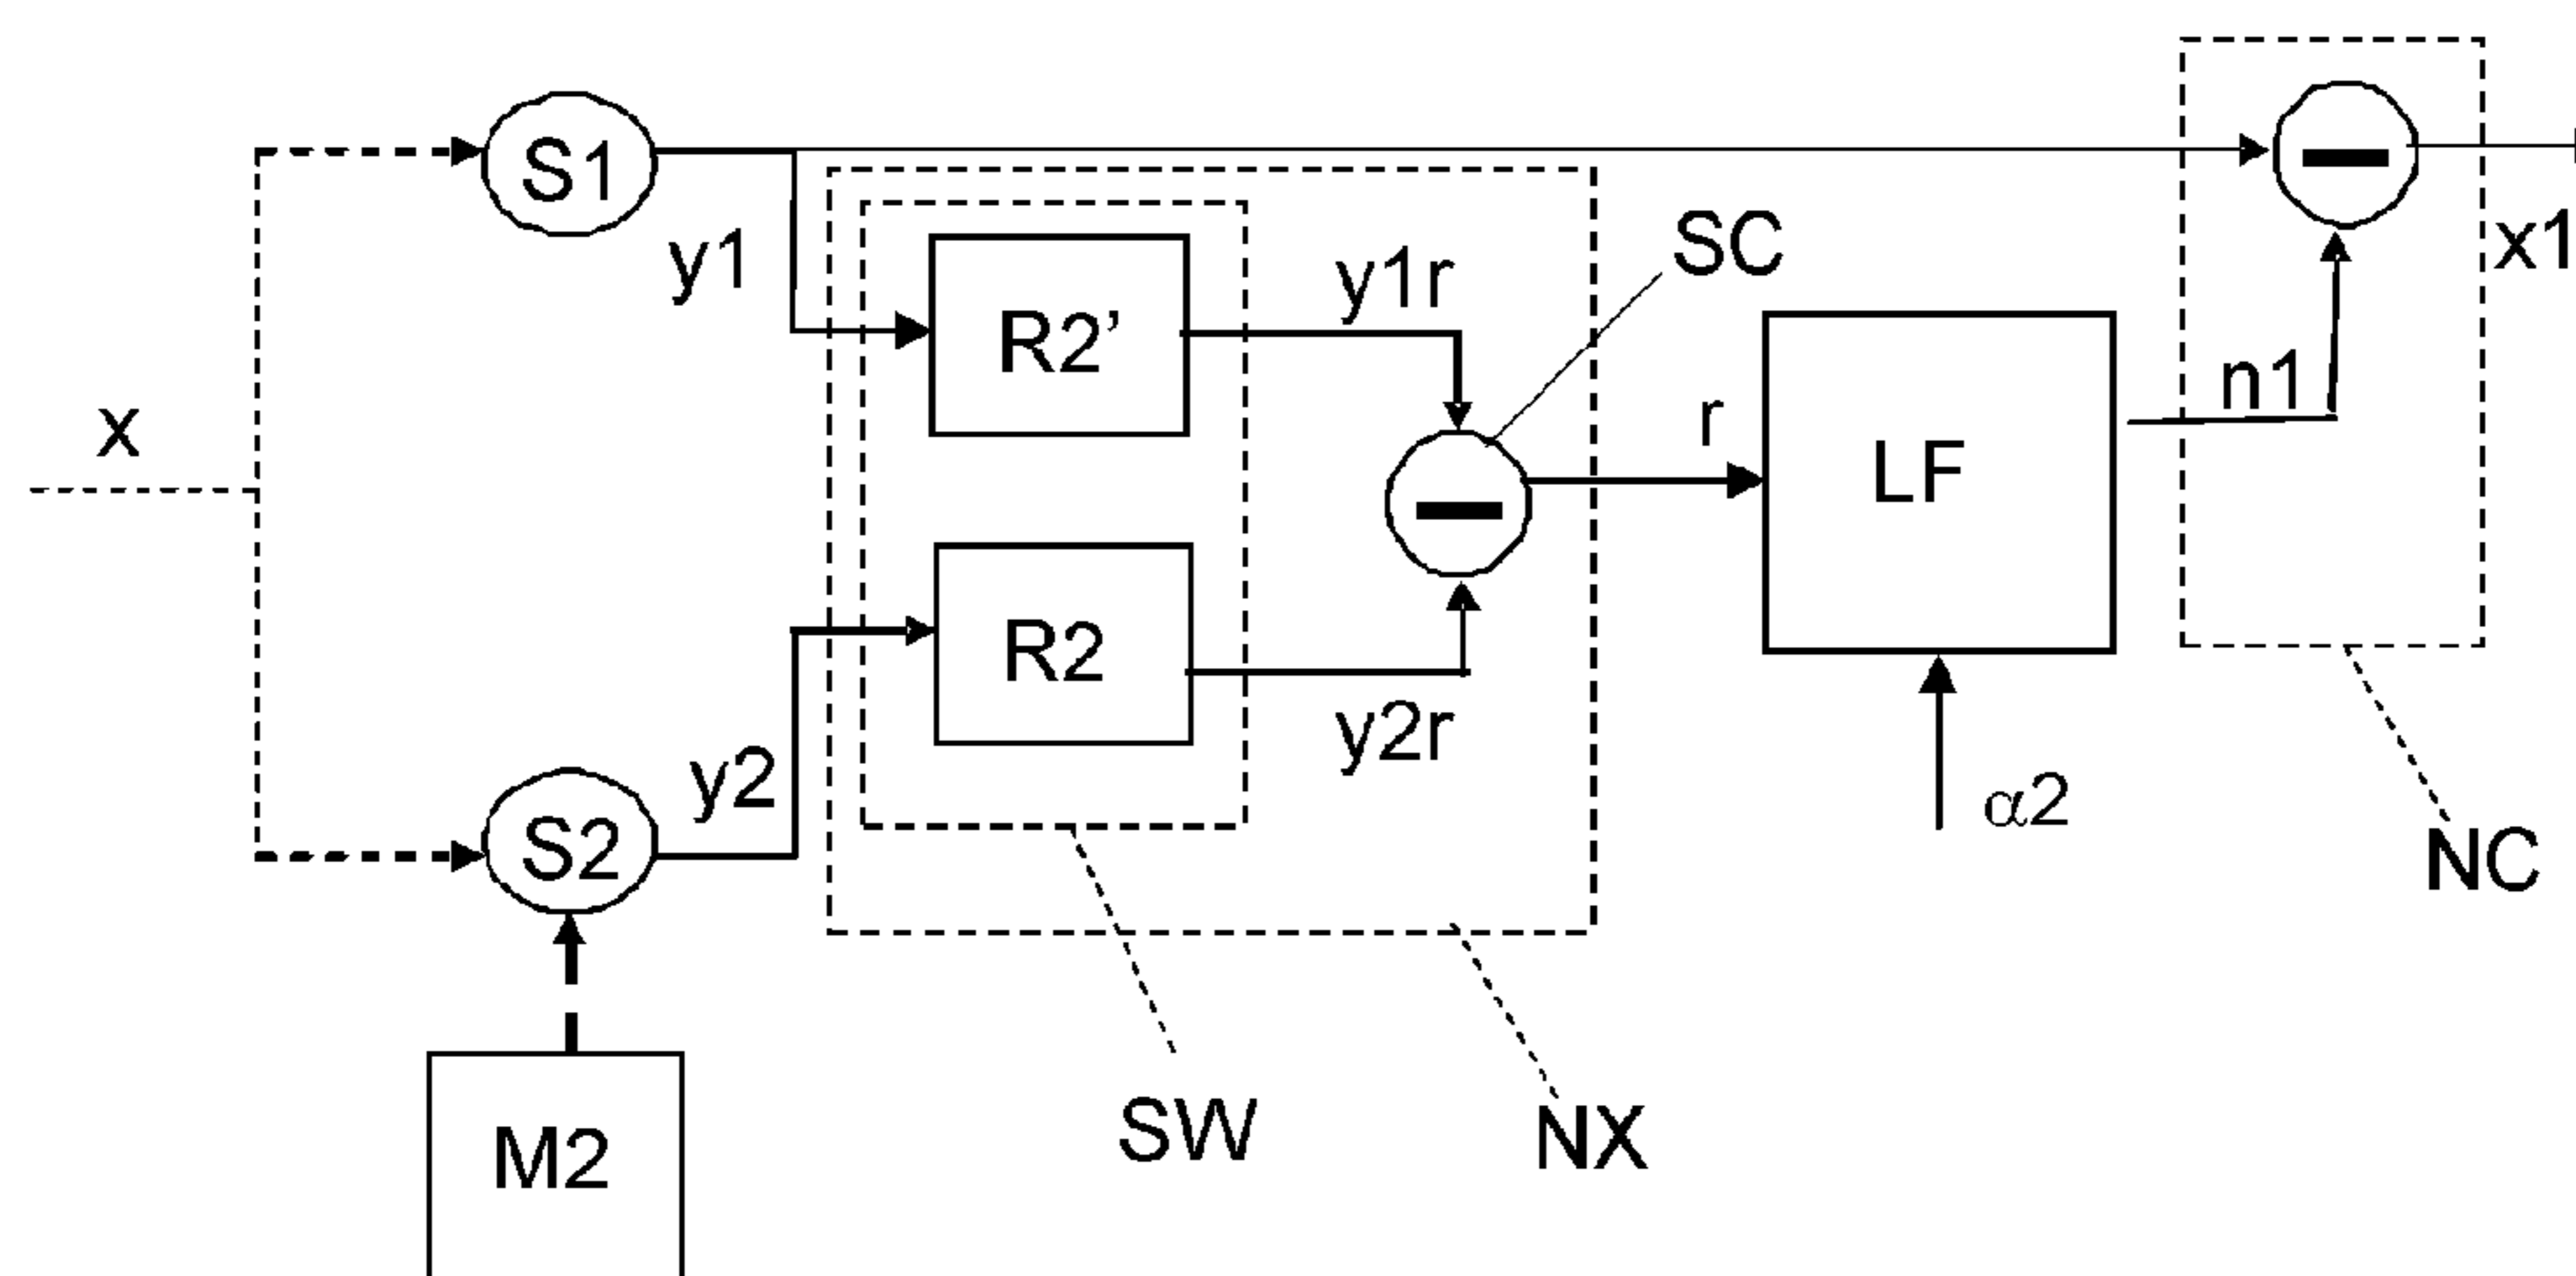 S1
SC
x1
y1
y1r
R2’
n1
x
r
LF
R2
y2r
y2
α2
S2
NC
SW
NX
M2